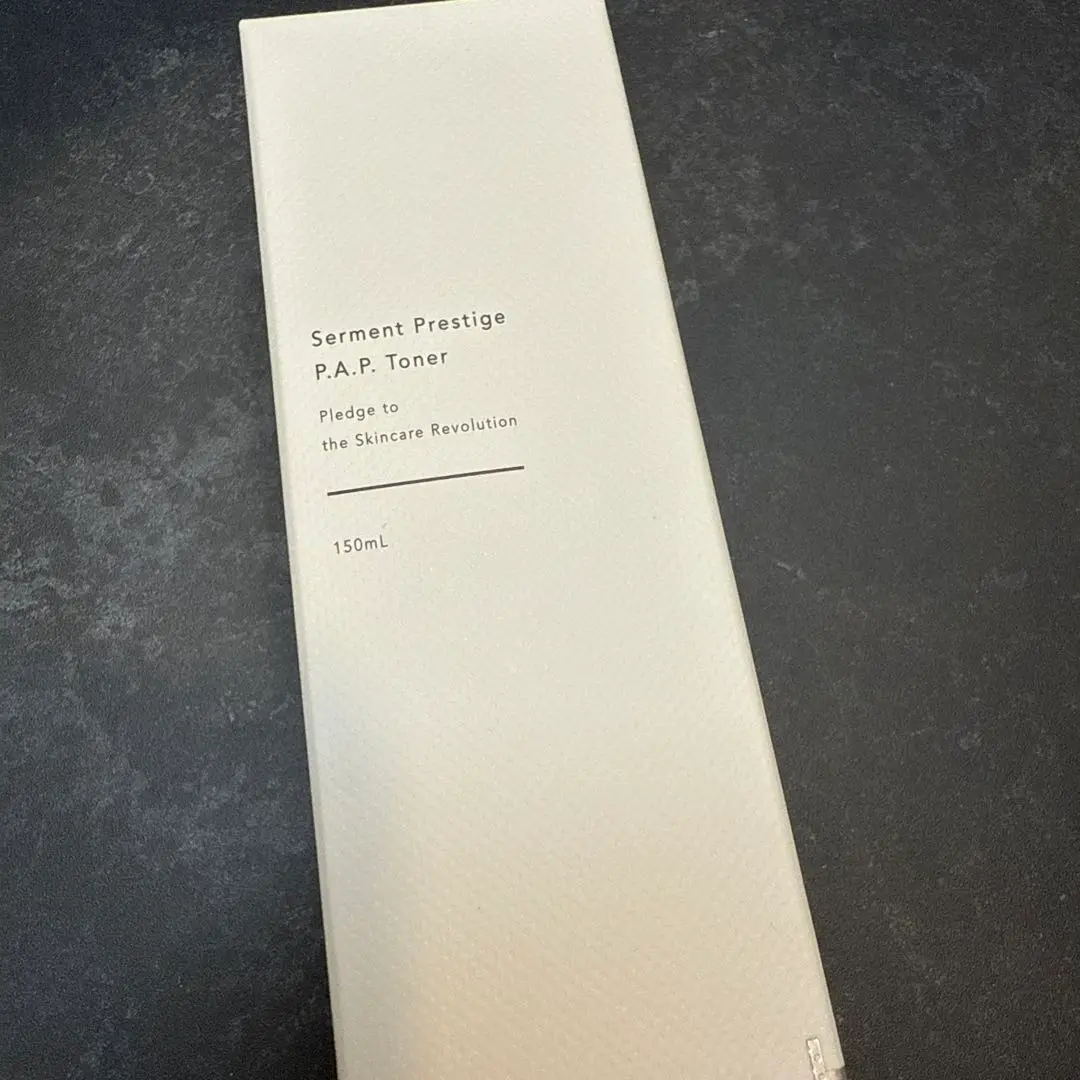 Serment Prestige
P.A.P. Toner
Pledge to
the Skincare Revolution
150mL